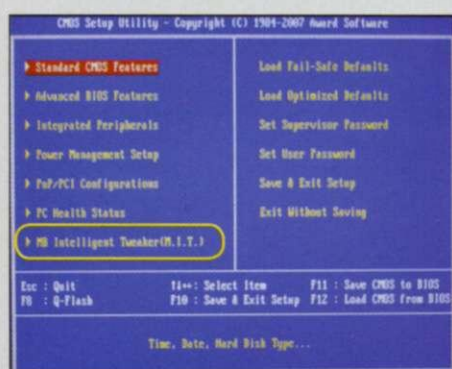 CMOS Setup Utility - Copyright (C) 1984-2007 Award Software
Standard CMOS Features
Advanced BIOS Features
Integrated Peripherals
Power Management Setup
PnP/PCI Configurations
PC Health Status
MB Intelligent Tweaker(M.I.T.)
Load Fail-Safe Defaults
Load Optimized Defaults
Set Supervisor Password
Set User Password
Save & Exit Setup
Exit Without Saving
Esc : Quit
F8 : Q-Flash
↑↓→← : Select Item
F10 : Save & Exit Setup
F11 : Save CMOS to BIOS
F12 : Load CMOS from BIOS
Time, Date, Hard Disk Type...